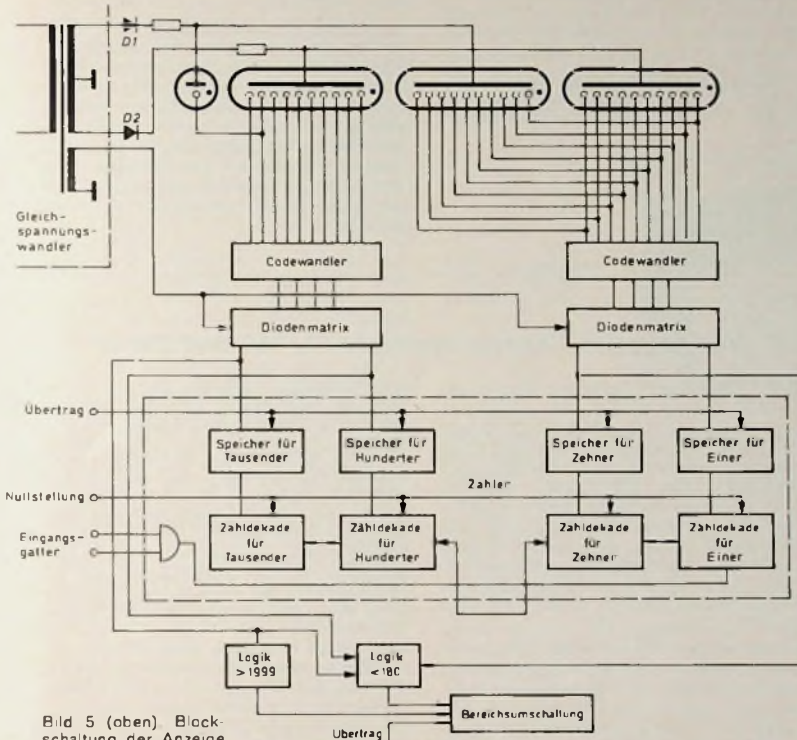 D1
D2
Gleich-
spannungs-
wandler
Codewandler
Codewandler
Diodenmatrix
Diodenmatrix
Übertrag
Speicher für
Tausender
Speicher für
Hunderter
Speicher für
Zehner
Speicher für
Einer
Nullstellung
Zähler
Eingangs-
gatter
Zähldekade
für
Tausender
Zähldekade
für
Hunderter
Zähldekade
für
Zehner
Zähldekade
für
Einer
Logik
> 1999
Logik
< 180
Bereichsumschaltung
Übertrag
Bild 5 (oben). Block-
schaltung der Anzeige